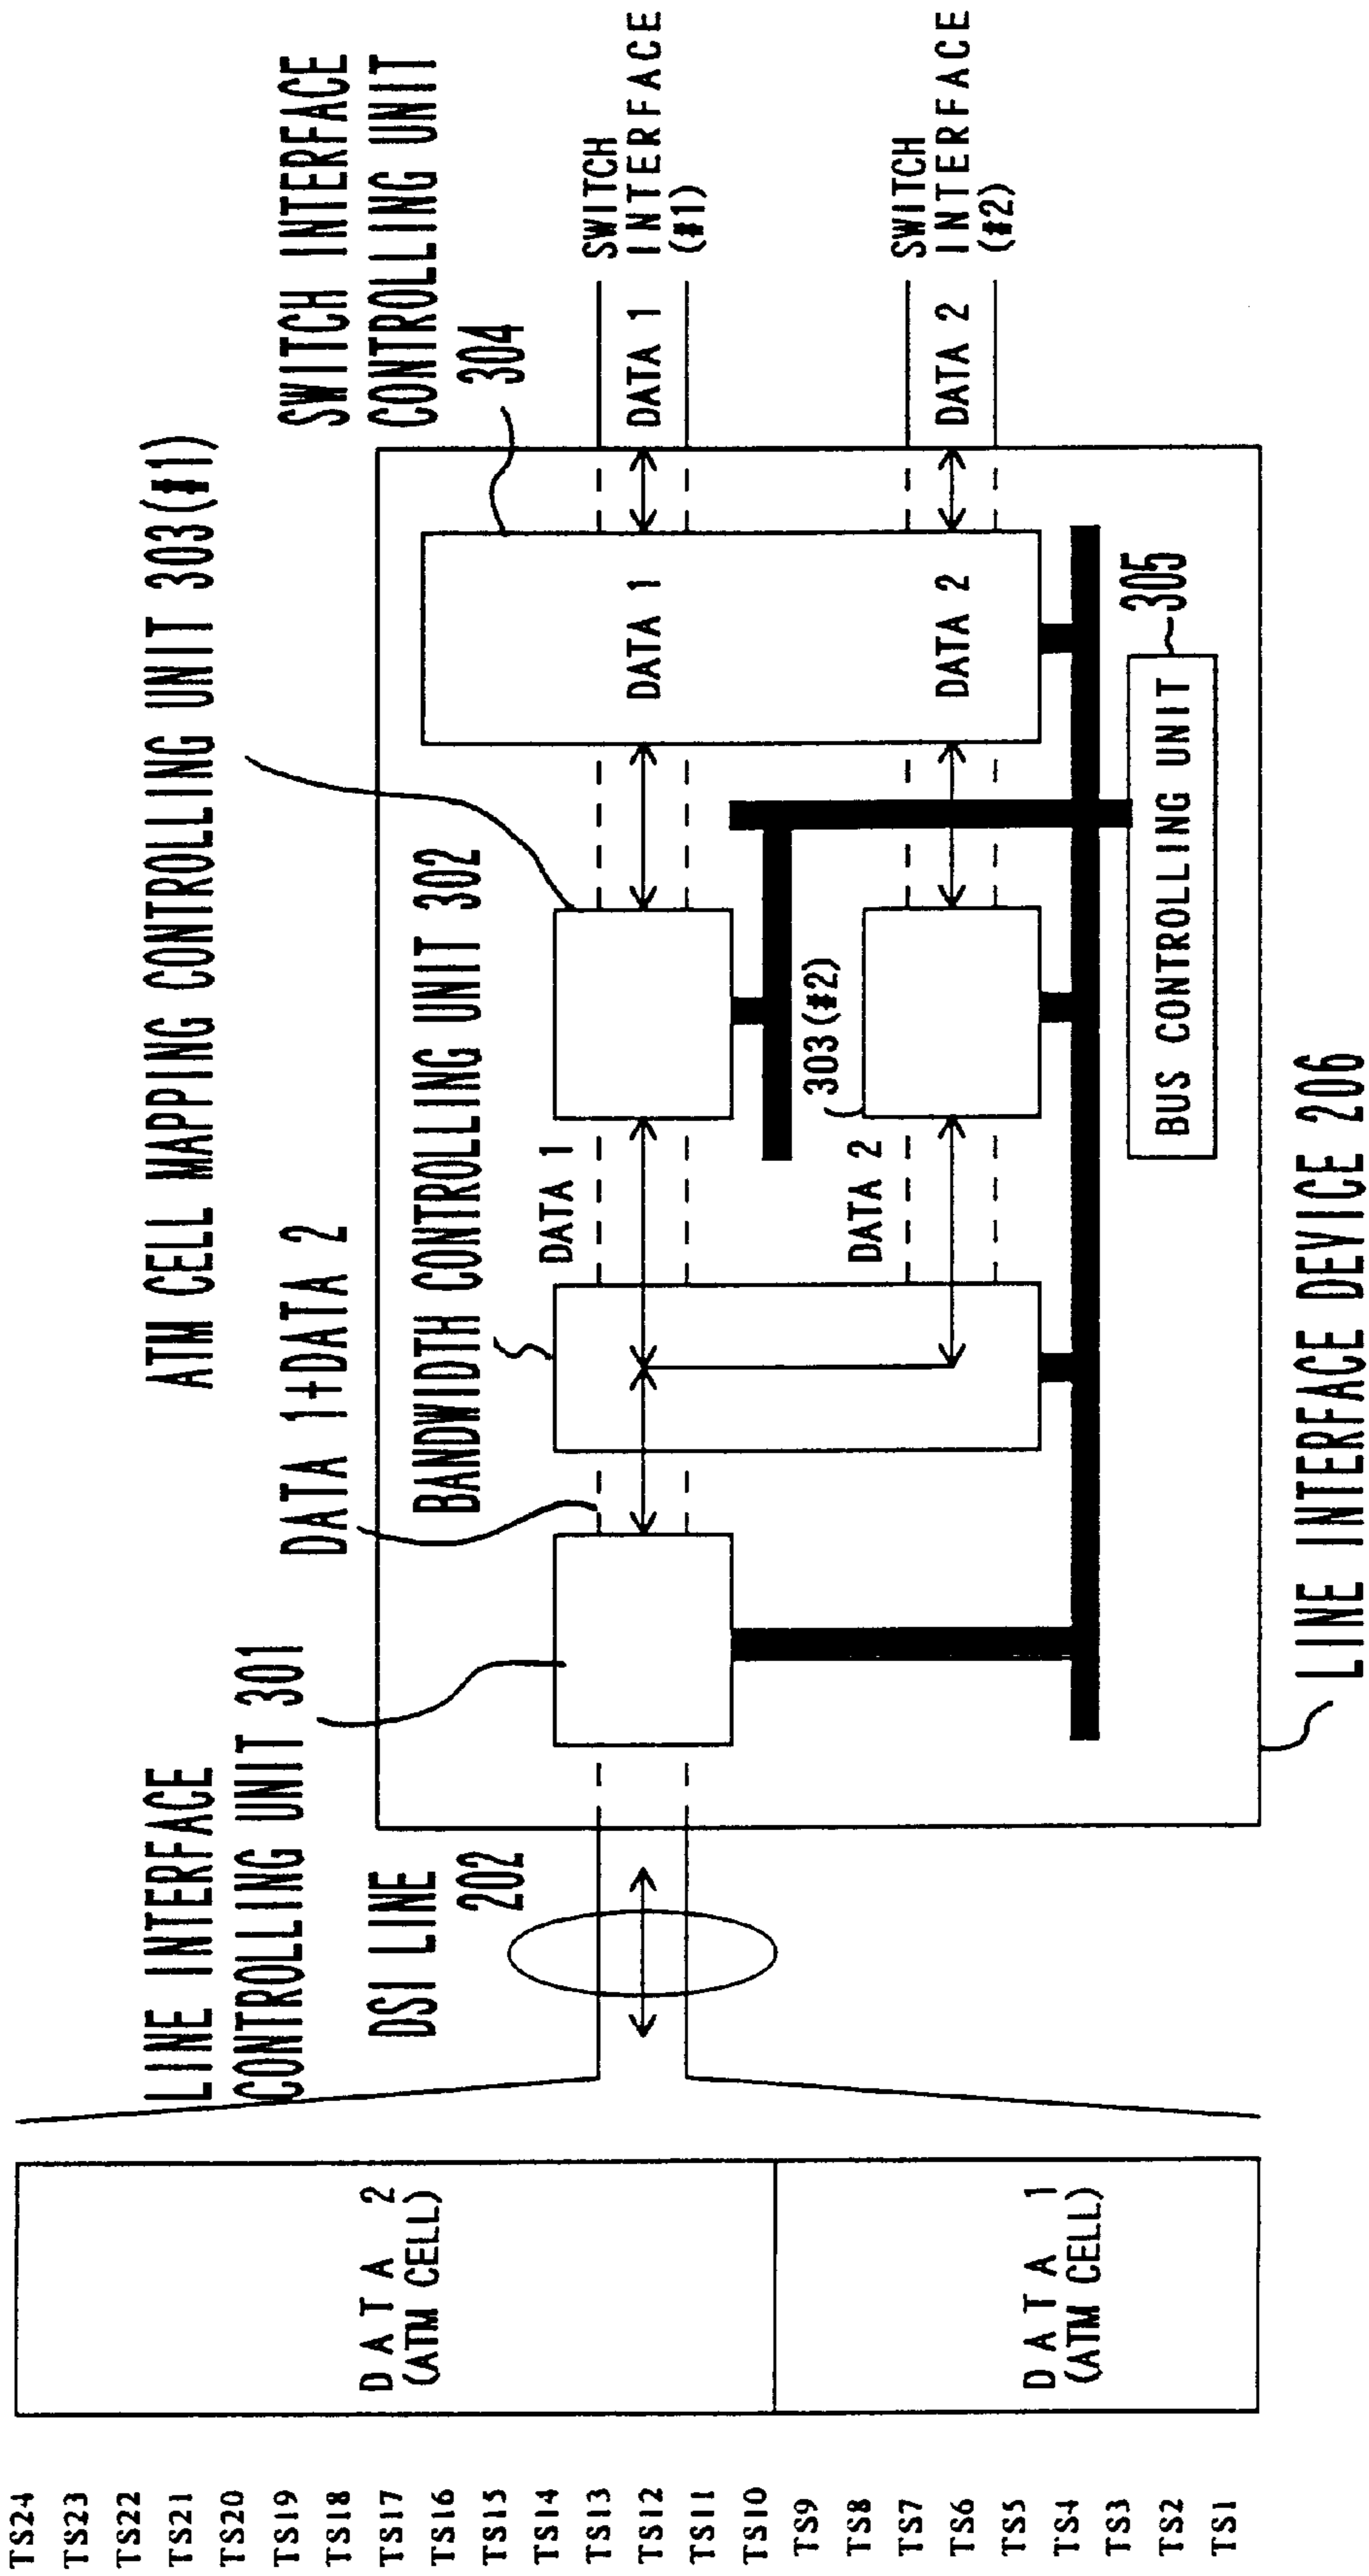 TS24
TS23
TS22
TS21
TS20
TS19
TS18
TS17
TS16
TS15
TS14
TS13
TS12
TS11
TS10
TS9
TS8
TS7
TS6
TS5
TS4
TS3
TS2
TS1
DATA 2
(ATM CELL)
DATA 1
(ATM CELL)
LINE INTERFACE
CONTROLLING UNIT 301
DSI LINE
202
DATA 1+DATA 2
BANDWIDTH CONTROLLING UNIT 302
ATM CELL MAPPING CONTROLLING UNIT 303(#1)
DATA 1
DATA 2
303(#2)
SWITCH INTERFACE
CONTROLLING UNIT
304
DATA 1
DATA 2
BUS CONTROLLING UNIT
305
DATA 1
DATA 2
SWITCH
INTERFACE
(#1)
SWITCH
INTERFACE
(#2)
LINE INTERFACE DEVICE 206